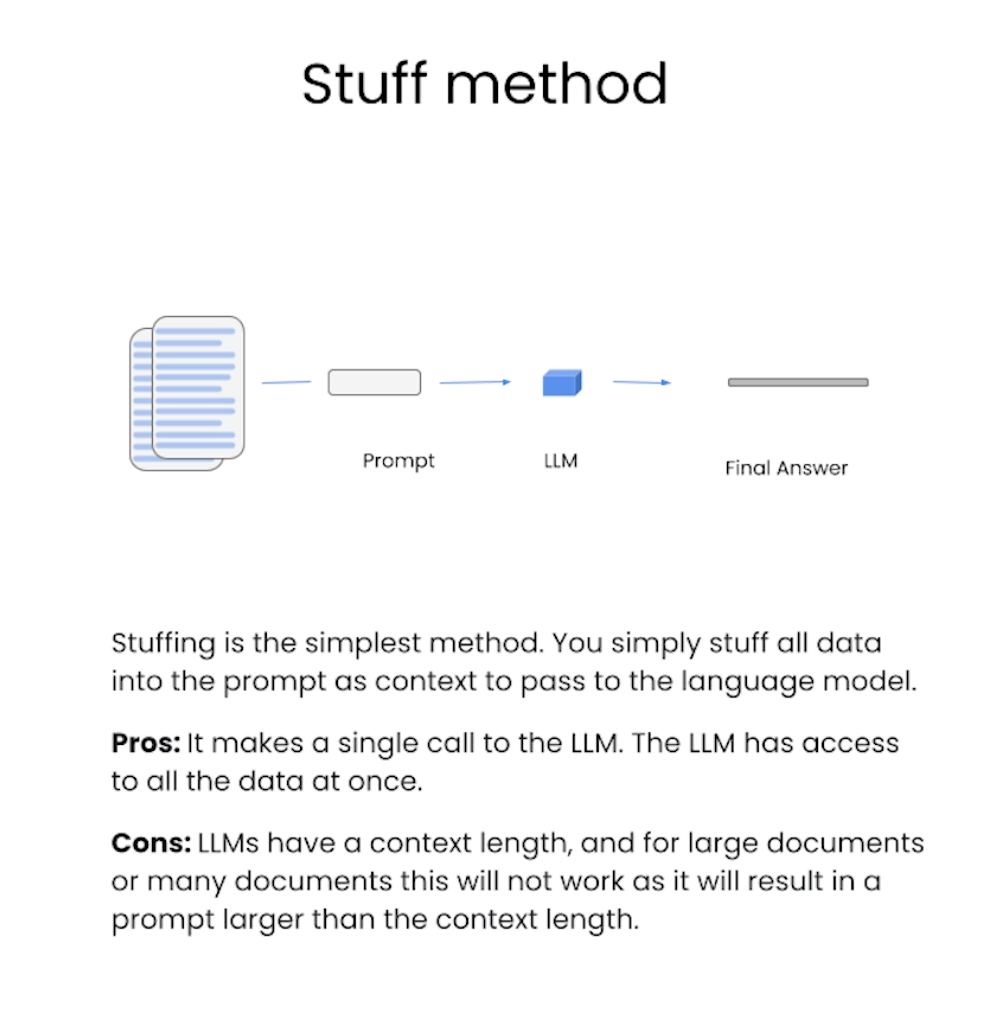 Stuff method
Prompt
LLM
Final Answer
Stuffing is the simplest method. You simply stuff all data
into the prompt as context to pass to the language model.
Pros: It makes a single call to the LLM. The LLM has access
to all the data at once.
Cons: LLMs have a context length, and for large documents
or many documents this will not work as it will result in a
prompt larger than the context length.